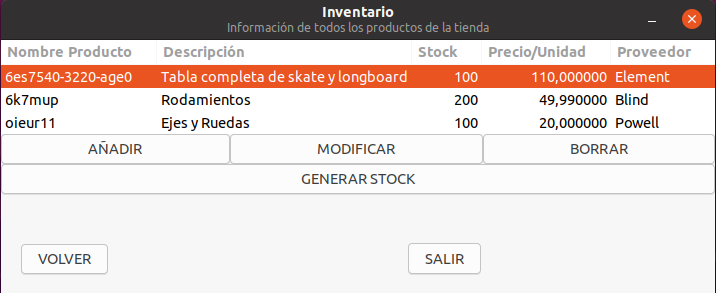 Inventario
Información de todos los productos de la tienda
Nombre Producto Descripción Stock Precio/Unidad Proveedor
6es7540-3220-age0 Tabla completa de skate y longboard 100 110,000000 Element
6k7mup Rodamientos 200 49,990000 Blind
oieur11 Ejes y Ruedas 100 20,000000 Powell
AÑADIR MODIFICAR BORRAR
GENERAR STOCK
VOLVER SALIR